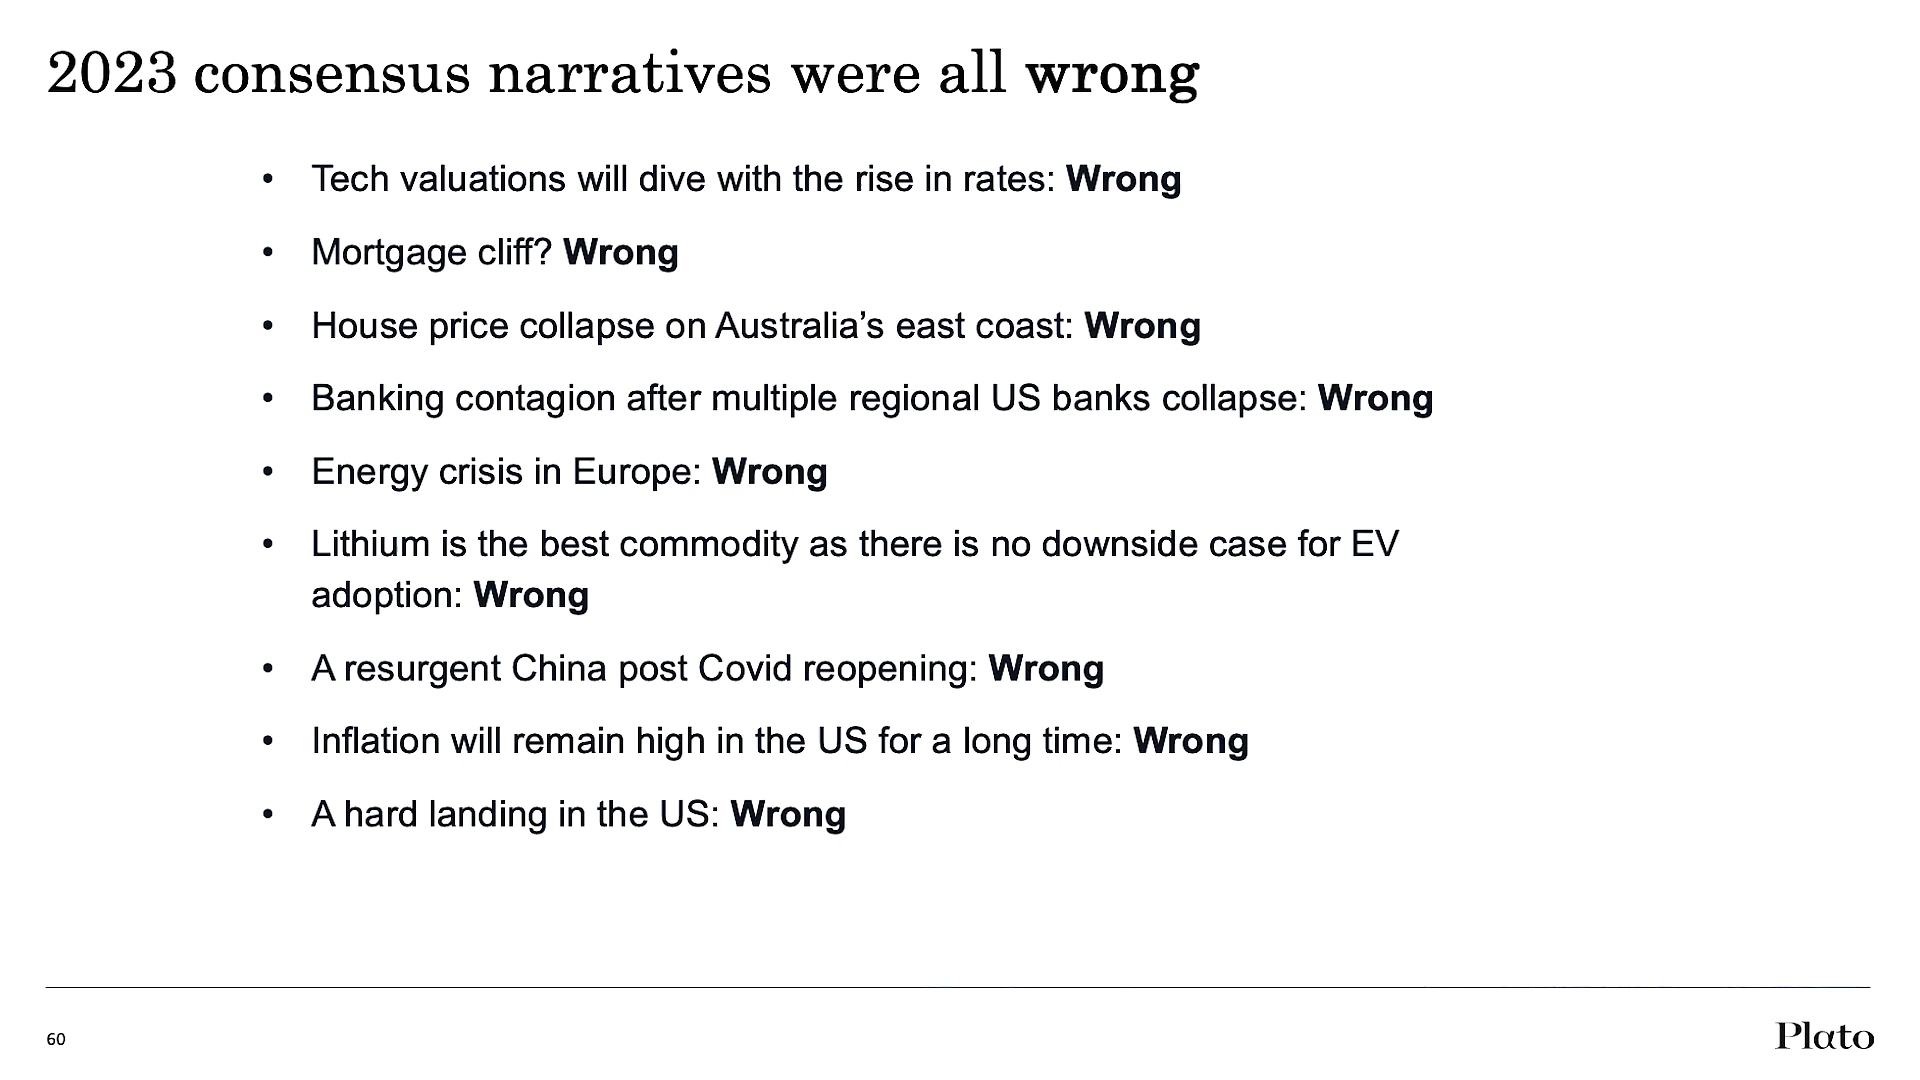 2023 consensus narratives were all wrong
• Tech valuations will dive with the rise in rates: Wrong
• Mortgage cliff? Wrong
• House price collapse on Australia’s east coast: Wrong
• Banking contagion after multiple regional US banks collapse: Wrong
• Energy crisis in Europe: Wrong
• Lithium is the best commodity as there is no downside case for EV
adoption: Wrong
• A resurgent China post Covid reopening: Wrong
• Inflation will remain high in the US for a long time: Wrong
• A hard landing in the US: Wrong
60
Plato